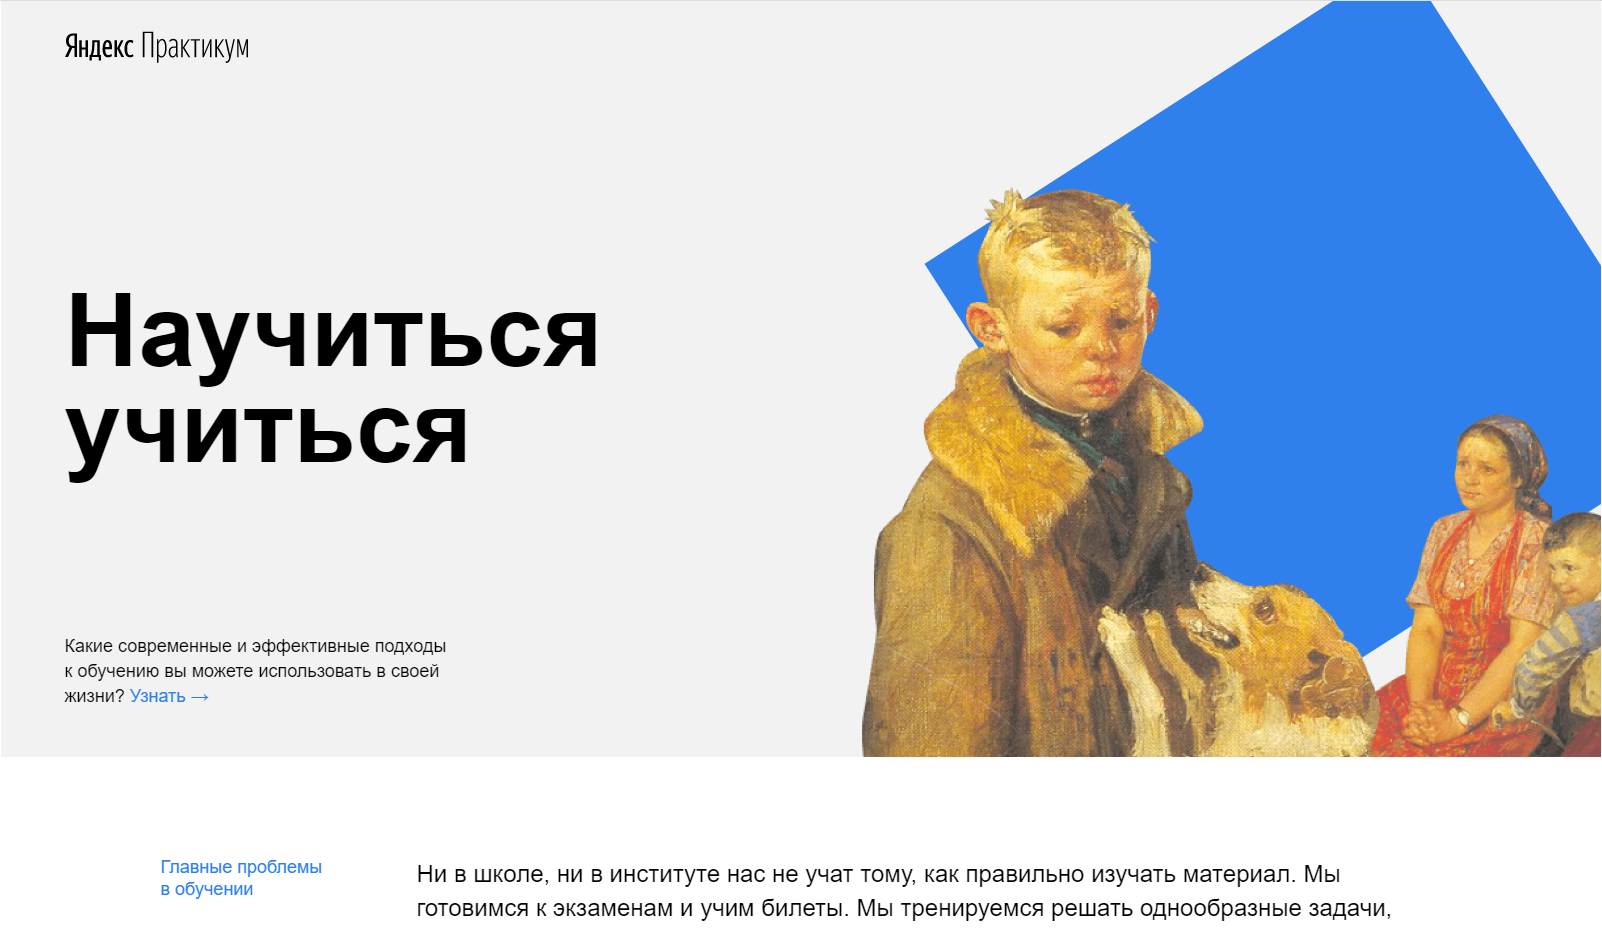 Яндекс Практикум
Научиться
учиться
Какие современные и эффективные подходы
к обучению вы можете использовать в своей
жизни? Узнать →
Главные проблемы
в обучении
Ни в школе, ни в институте нас не учат тому, как правильно изучать материал. Мы
готовимся к экзаменам и учим билеты. Мы тренируемся решать однообразные задачи,